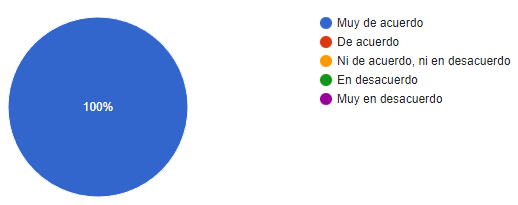 100%
Muy de acuerdo
De acuerdo
Ni de acuerdo, ni en desacuerdo
En desacuerdo
Muy en desacuerdo